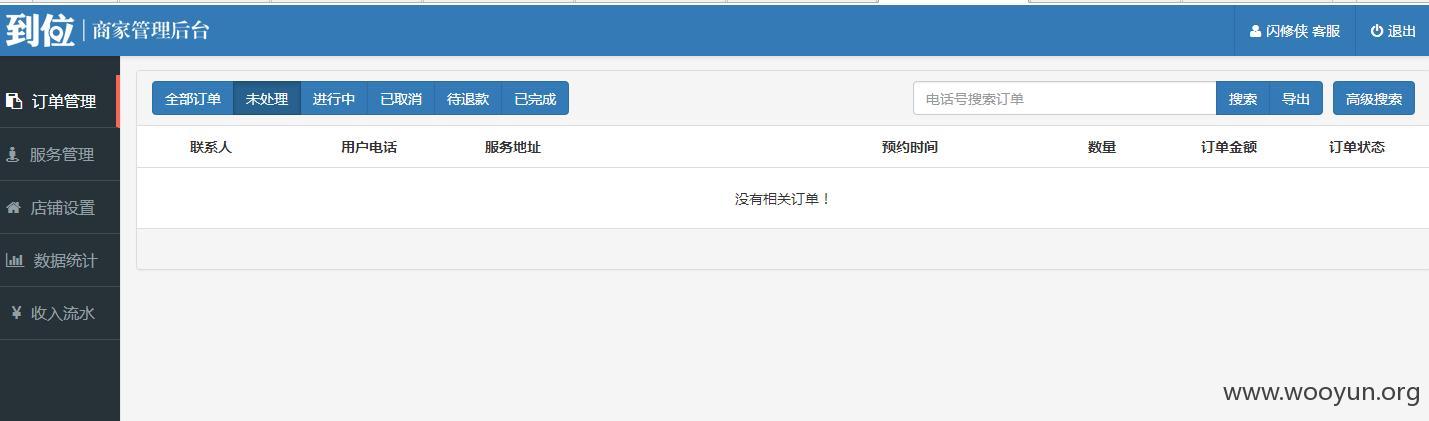 到位 | 商家管理后台
闪修侠 客服 退出
订单管理
服务管理
店铺设置
数据统计
¥ 收入流水
全部订单 未处理 进行中 已取消 待退款 已完成
电话号搜索订单 搜索 导出 高级搜索
联系人 用户电话 服务地址 预约时间 数量 订单金额 订单状态
没有相关订单！
www.wooyun.org